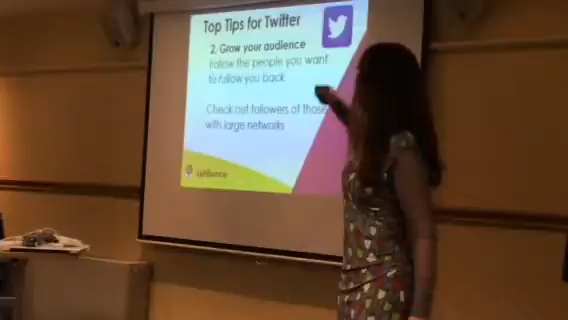 Top Tips for Twitter
2. Grow your audience
Follow the people you want
to follow you back
Check out followers of those
with large networks